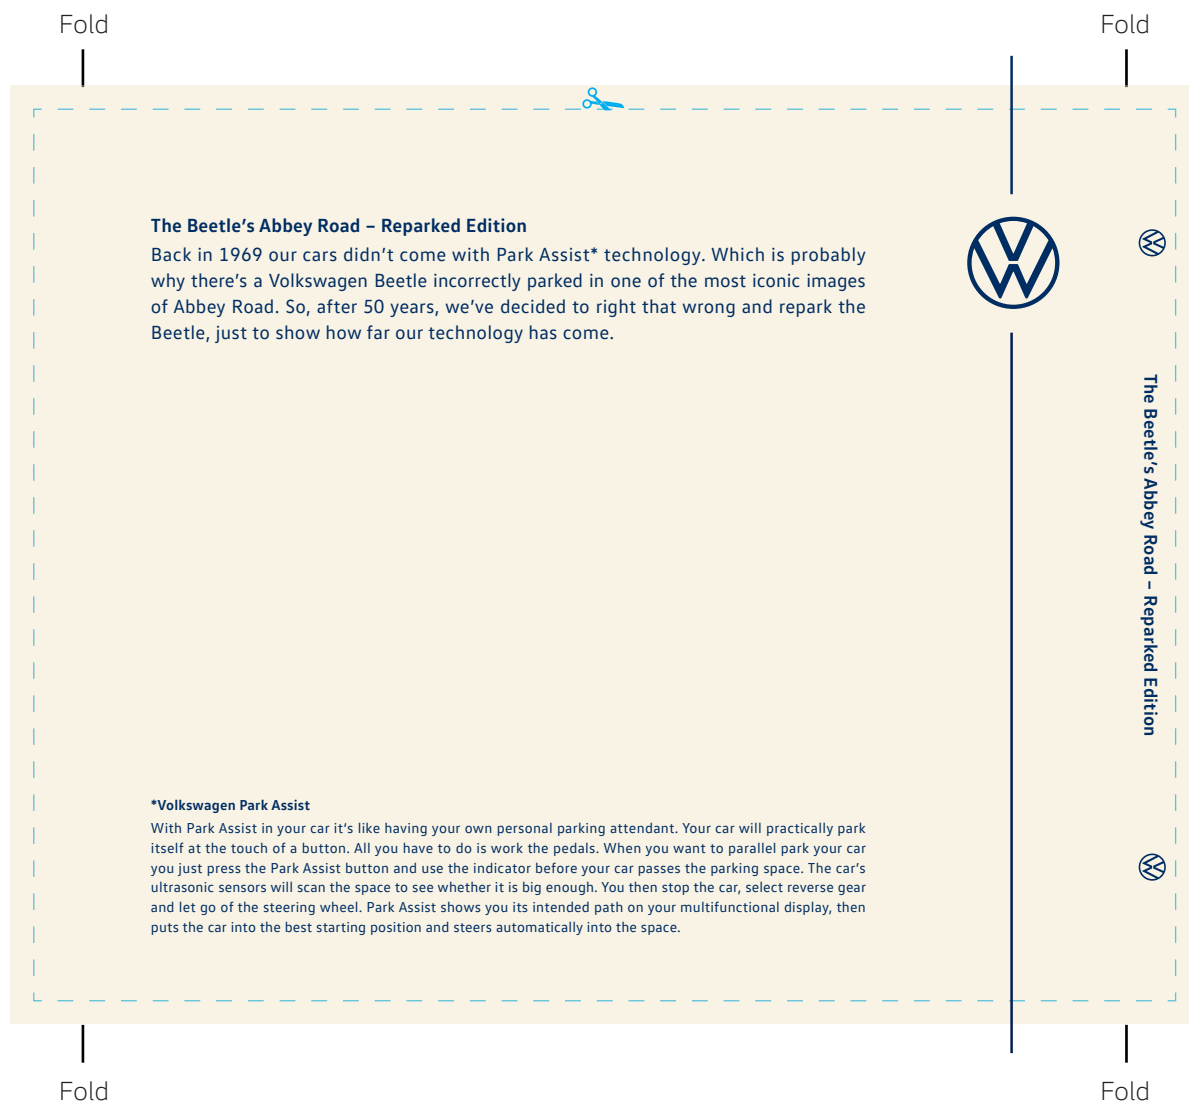 Fold
Fold
The Beetle’s Abbey Road – Reparked Edition
Back in 1969 our cars didn’t come with Park Assist* technology. Which is probably
why there’s a Volkswagen Beetle incorrectly parked in one of the most iconic images
of Abbey Road. So, after 50 years, we’ve decided to right that wrong and repark the
Beetle, just to show how far our technology has come.
The Beetle’s Abbey Road – Reparked Edition
*Volkswagen Park Assist
With Park Assist in your car it’s like having your own personal parking attendant. Your car will practically park
itself at the touch of a button. All you have to do is work the pedals. When you want to parallel park your car
you just press the Park Assist button and use the indicator before your car passes the parking space. The car’s
ultrasonic sensors will scan the space to see whether it is big enough. You then stop the car, select reverse gear
and let go of the steering wheel. Park Assist shows you its intended path on your multifunctional display, then
puts the car into the best starting position and steers automatically into the space.
Fold
Fold